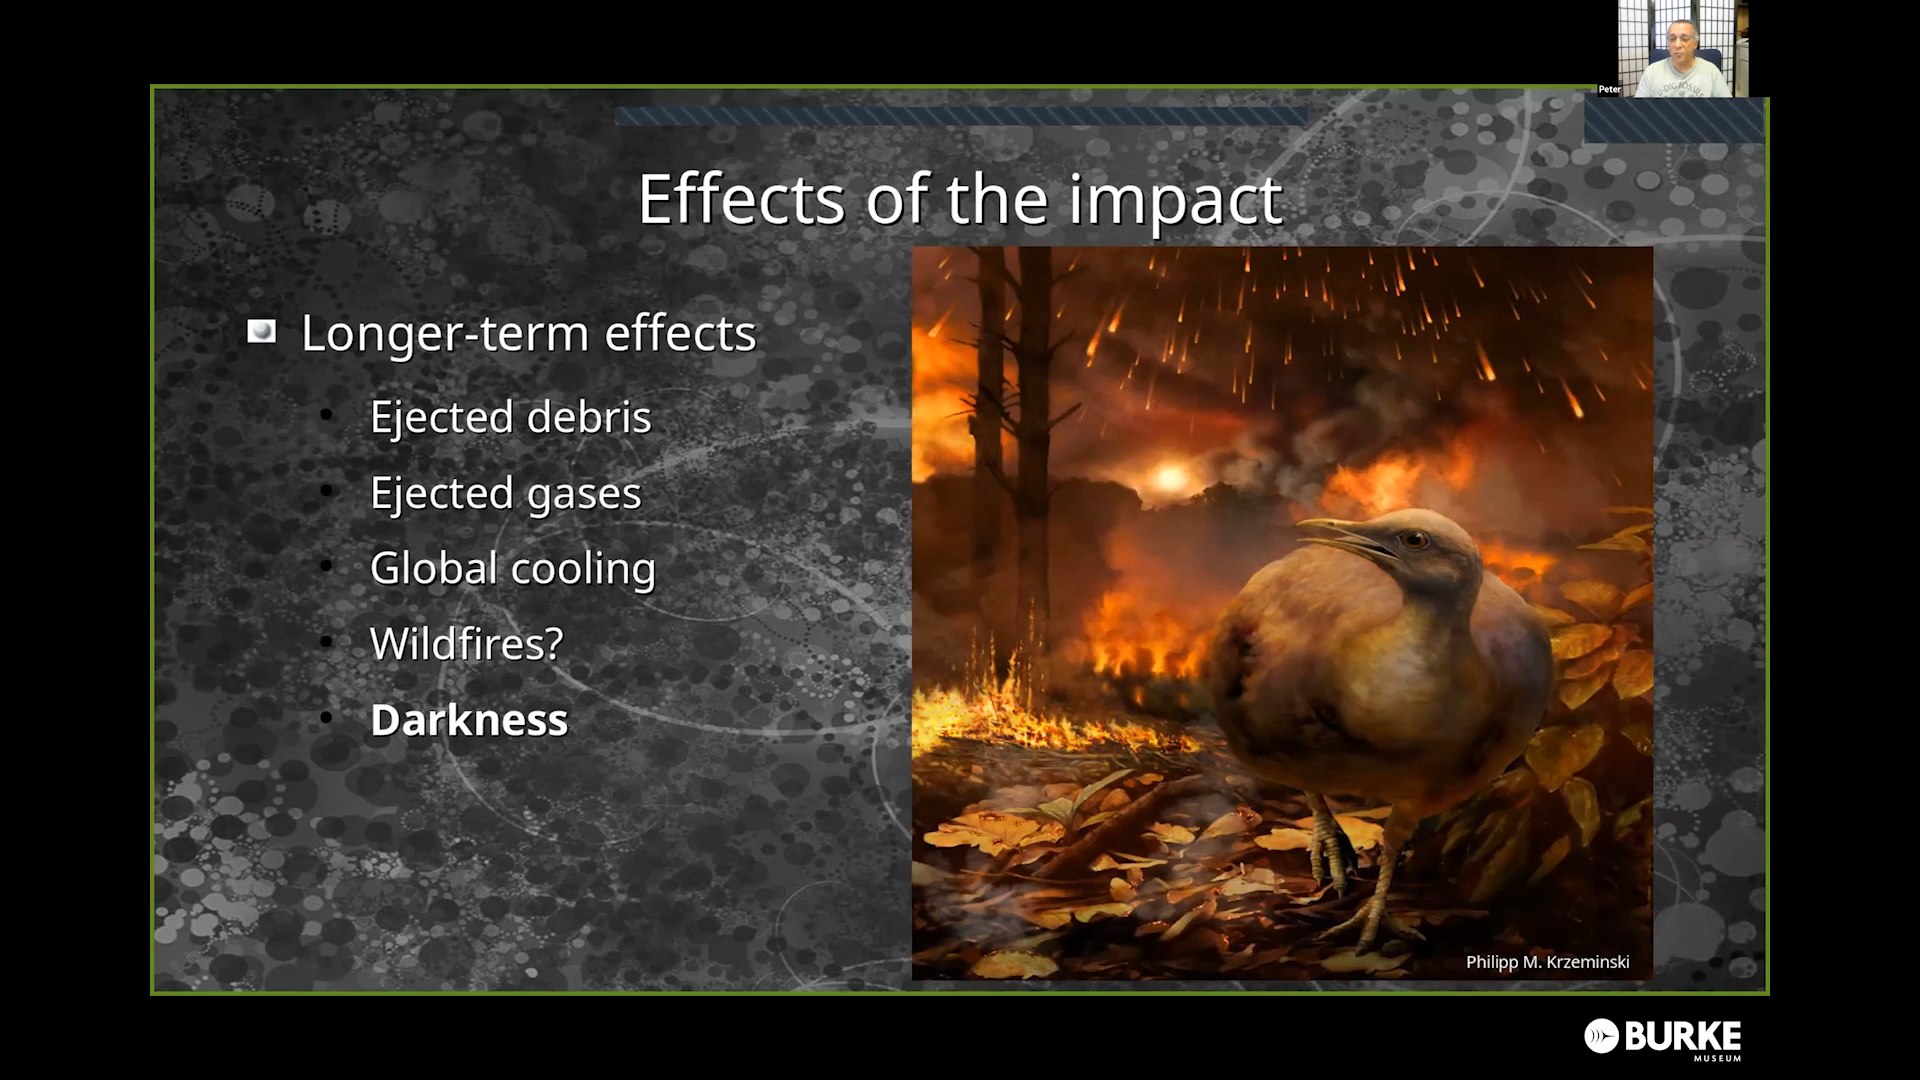 Peter
Effects of the impact
Longer-term effects
Ejected debris
Ejected gases
Global cooling
Wildfires?
Darkness
Philipp M. Krzeminski
BURKE
MUSEUM